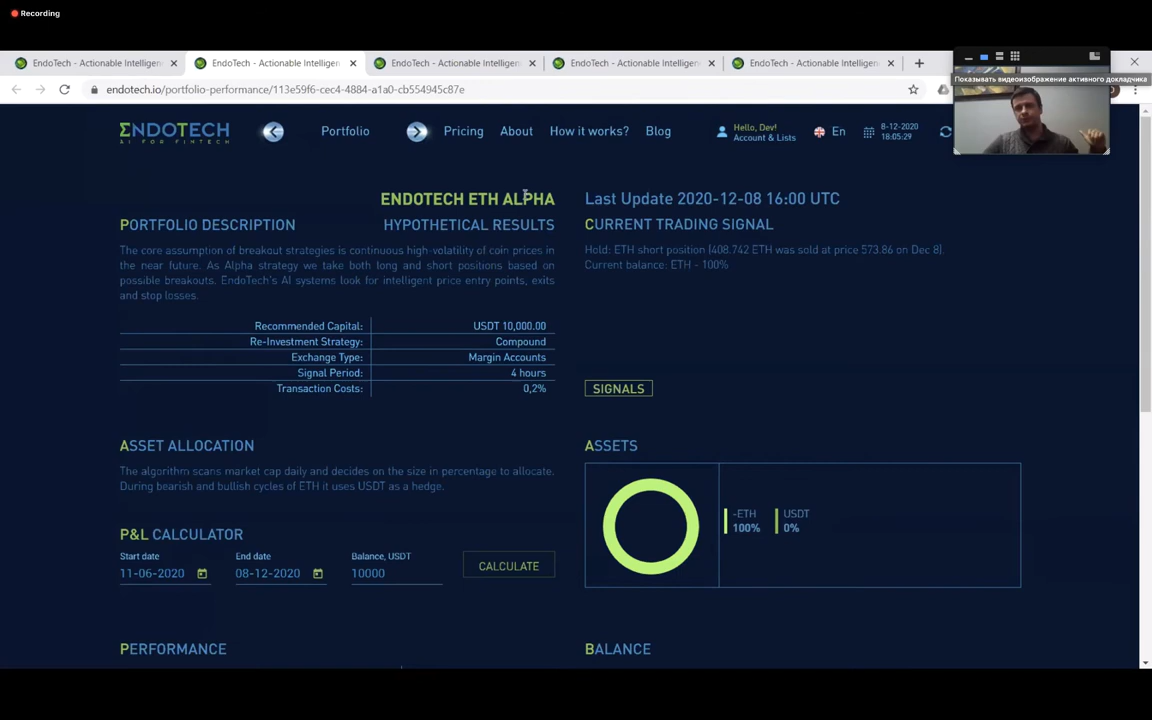 Recording
EndoTech - Actionable Intelligen
EndoTech - Actionable Intelligen
EndoTech - Actionable Intelligen
EndoTech - Actionable Intelligen
EndoTech - Actionable Intelligen
Показывать видеоизображение активного докладчика
endotech.io/portfolio-performance/113e59f6-cec4-4884-a1a0-cb554945c87e
ΣNDOTECH
AI FOR FINTECH
Portfolio
Pricing
About
How it works?
Blog
Hello, Dev!
Account & Lists
En
8-12-2020
18:05:29
ENDOTECH ETH ALPHA
PORTFOLIO DESCRIPTION
HYPOTHETICAL RESULTS
The core assumption of breakout strategies is continuous high-volatility of coin prices in
the near future. As Alpha strategy we take both long and short positions based on
possible breakouts. EndoTech's AI systems look for intelligent price entry points, exits
and stop losses.
Recommended Capital: USDT 10,000.00
Re-Investment Strategy: Compound
Exchange Type: Margin Accounts
Signal Period: 4 hours
Transaction Costs: 0,2%
Last Update 2020-12-08 16:00 UTC
CURRENT TRADING SIGNAL
Hold: ETH short position (408.742 ETH was sold at price 573.86 on Dec 8).
Current balance: ETH - 100%
SIGNALS
ASSET ALLOCATION
The algorithm scans market cap daily and decides on the size in percentage to allocate.
During bearish and bullish cycles of ETH it uses USDT as a hedge.
ASSETS
-ETH
100%
USDT
0%
P&L CALCULATOR
Start date
11-06-2020
End date
08-12-2020
Balance, USDT
10000
CALCULATE
PERFORMANCE
BALANCE